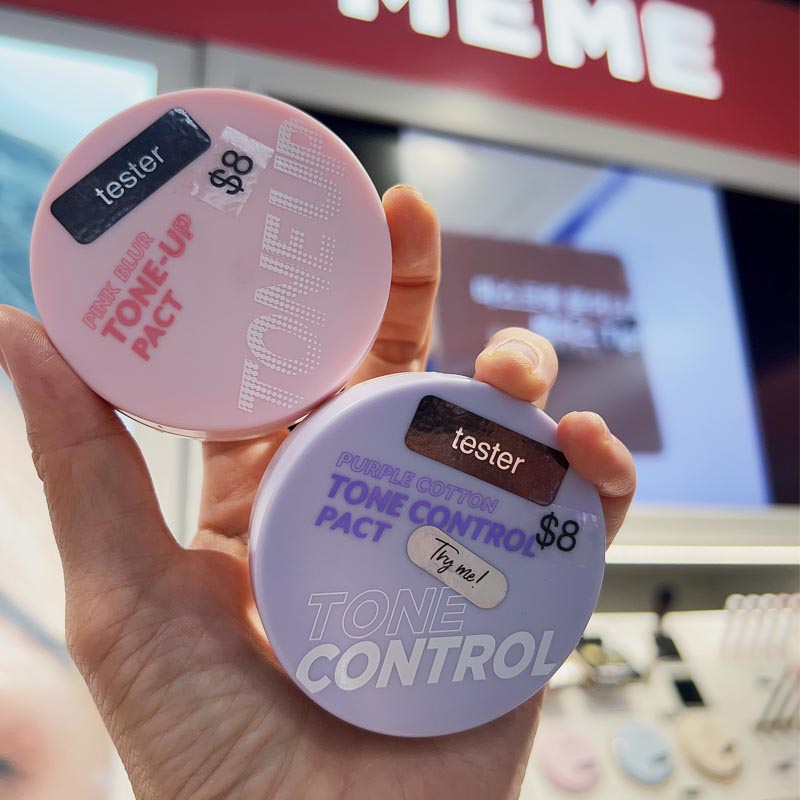 MEME
tester
$8
PINK BLUR
TONE-UP
PACT
TONEUP
tester
PURPLE COTTON
TONE CONTROL
PACT
$8
Try me!
TONE
CONTROL